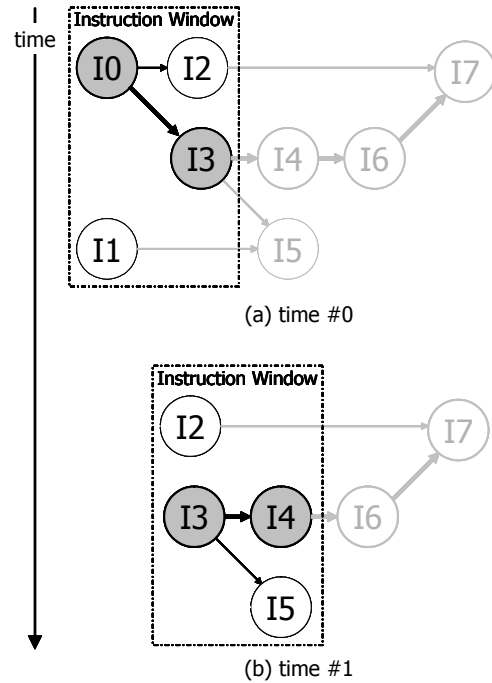 Instruction Window
time
I0 I2 I7
I3 I4 I6
I1 I5
(a) time #0
Instruction Window
I2 I7
I3 I4 I6
I5
(b) time #1